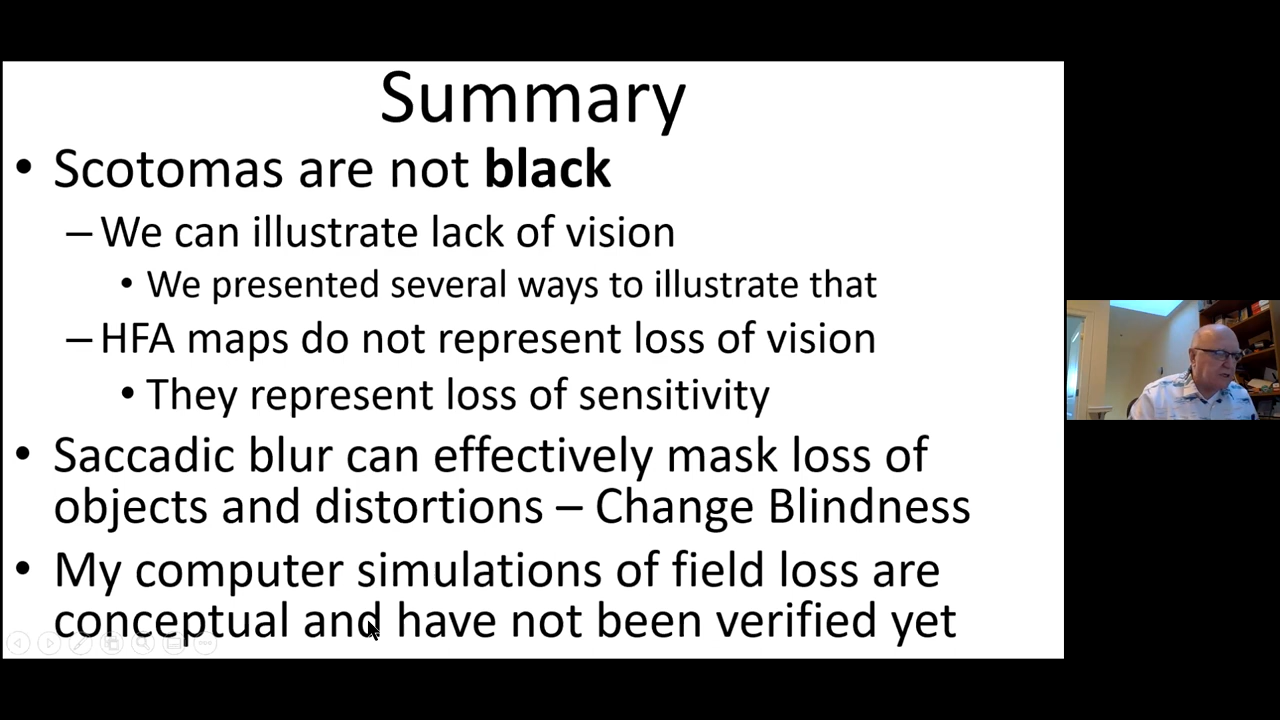 Summary
• Scotomas are not black
– We can illustrate lack of vision
• We presented several ways to illustrate that
– HFA maps do not represent loss of vision
• They represent loss of sensitivity
• Saccadic blur can effectively mask loss of
objects and distortions – Change Blindness
• My computer simulations of field loss are
conceptual and have not been verified yet